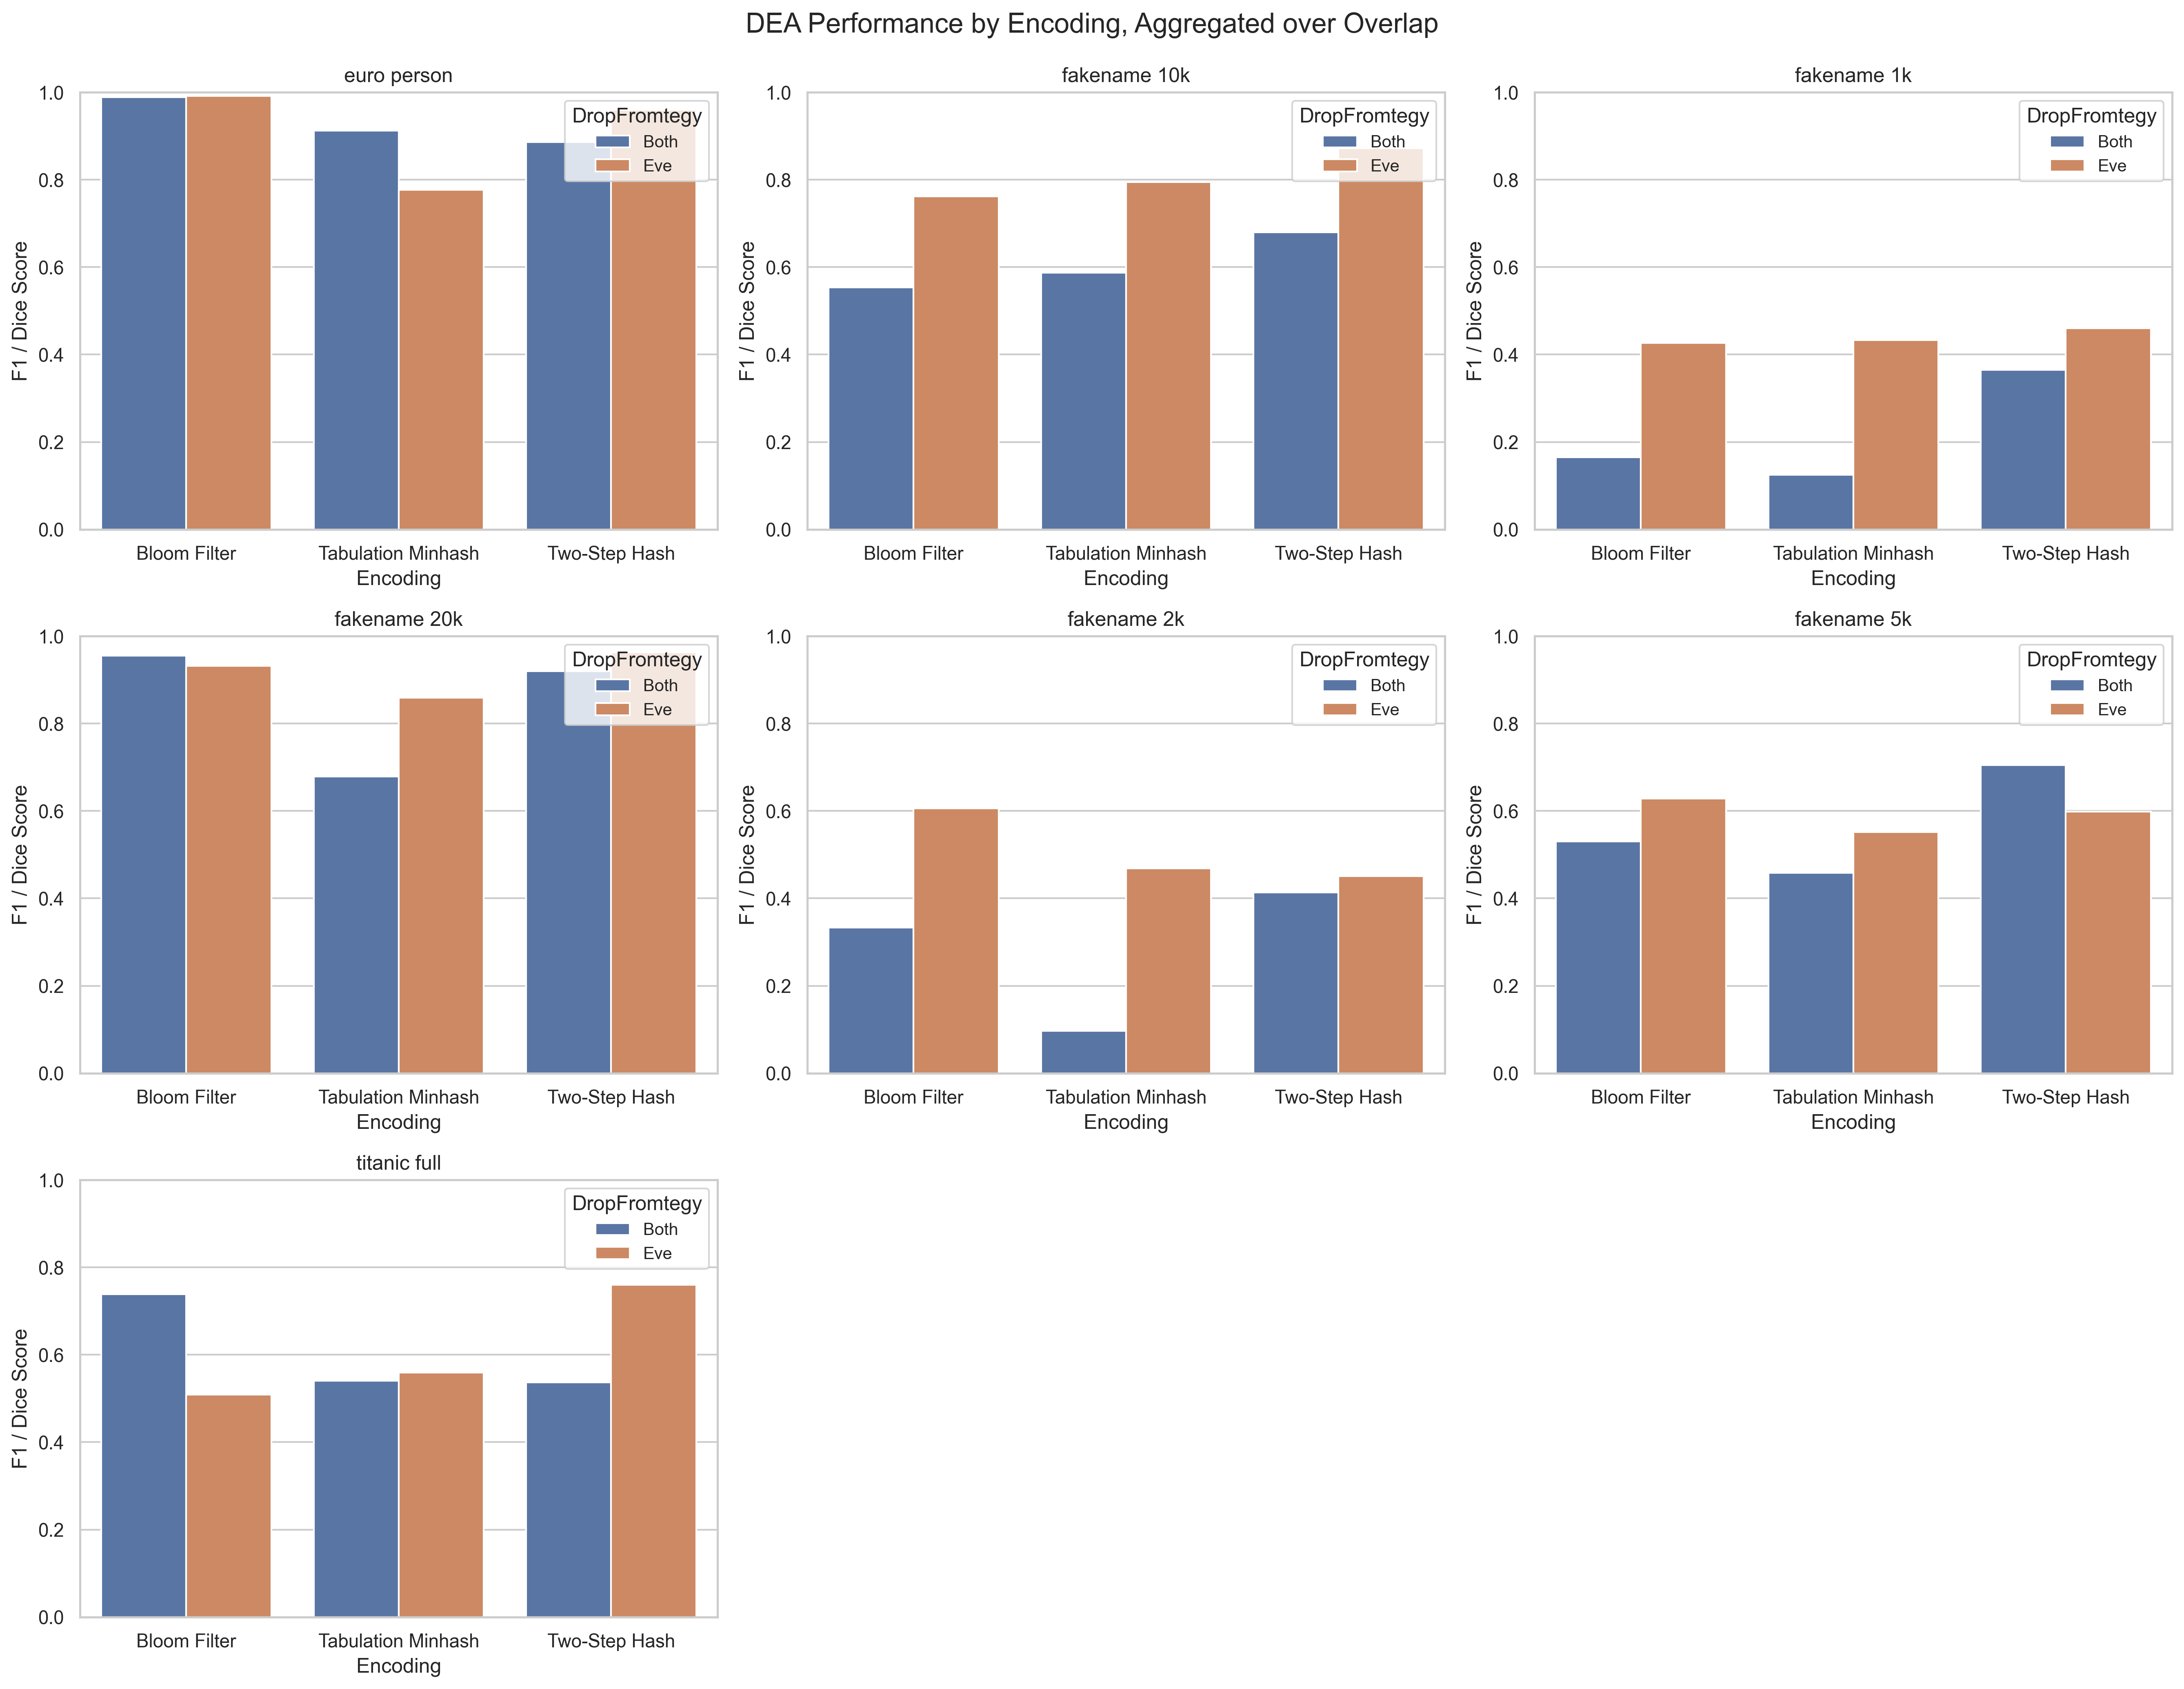 DEA Performance by Encoding, Aggregated over Overlap
euro person
1.0
0.8
0.6
0.4
0.2
0.0
F1 / Dice Score
DropFromtegy
Both
Eve
Bloom Filter Tabulation Minhash Two-Step Hash
Encoding
fakename 10k
1.0
0.8
0.6
0.4
0.2
0.0
F1 / Dice Score
DropFromtegy
Both
Eve
Bloom Filter Tabulation Minhash Two-Step Hash
Encoding
fakename 1k
1.0
0.8
0.6
0.4
0.2
0.0
F1 / Dice Score
DropFromtegy
Both
Eve
Bloom Filter Tabulation Minhash Two-Step Hash
Encoding
fakename 20k
1.0
0.8
0.6
0.4
0.2
0.0
F1 / Dice Score
DropFromtegy
Both
Eve
Bloom Filter Tabulation Minhash Two-Step Hash
Encoding
fakename 2k
1.0
0.8
0.6
0.4
0.2
0.0
F1 / Dice Score
DropFromtegy
Both
Eve
Bloom Filter Tabulation Minhash Two-Step Hash
Encoding
fakename 5k
1.0
0.8
0.6
0.4
0.2
0.0
F1 / Dice Score
DropFromtegy
Both
Eve
Bloom Filter Tabulation Minhash Two-Step Hash
Encoding
titanic full
1.0
0.8
0.6
0.4
0.2
0.0
F1 / Dice Score
DropFromtegy
Both
Eve
Bloom Filter Tabulation Minhash Two-Step Hash
Encoding